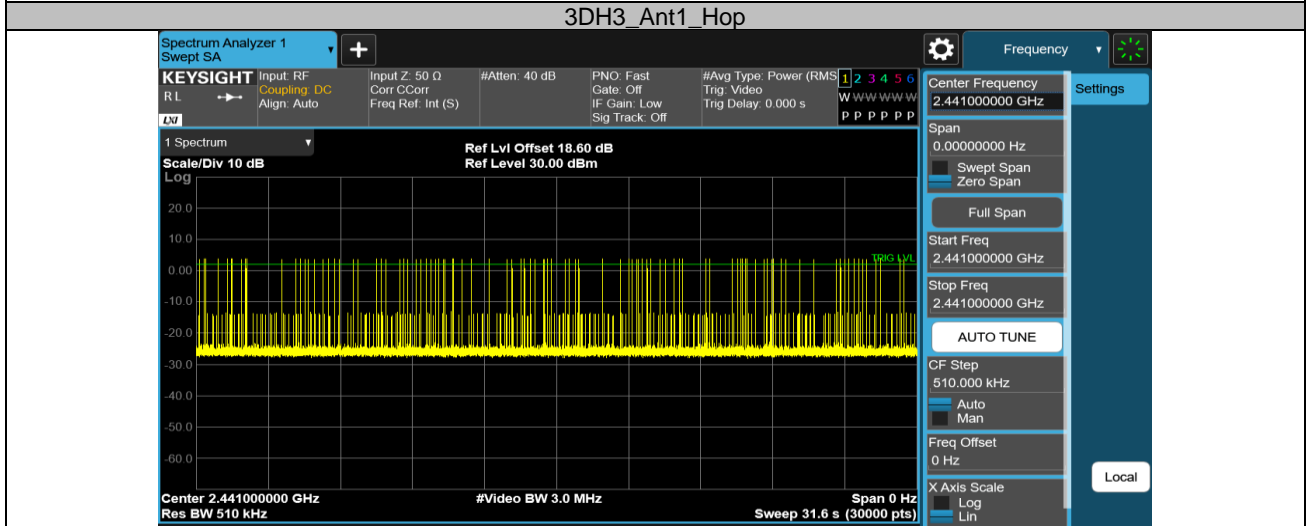 3DH3_Ant1_Hop
Spectrum Analyzer 1
Swept SA
+
Frequency
KEYSIGHT
RL
LXI
Input: RF
Coupling: DC
Align: Auto
Input Z: 50 Ω
Corr CCorr
Freq Ref: Int (S)
#Atten: 40 dB
PNO: Fast
Gate: Off
IF Gain: Low
Sig Track: Off
#Avg Type: Power (RMS
Trig: Video
Trig Delay: 0.000 s
1 2 3 4 5 6
W W W W W W
P P P P P P
1 Spectrum
Scale/Div 10 dB
Ref Lvl Offset 18.60 dB
Ref Level 30.00 dBm
Log
20.0
10.0
0.00
-10.0
-20.0
-30.0
-40.0
-50.0
-60.0
TRIG LVL
Center 2.441000000 GHz
Res BW 510 kHz
#Video BW 3.0 MHz
Span 0 Hz
Sweep 31.6 s (30000 pts)
Center Frequency
2.441000000 GHz
Span
0.00000000 Hz
Swept Span
Zero Span
Full Span
Start Freq
2.441000000 GHz
Stop Freq
2.441000000 GHz
AUTO TUNE
CF Step
510.000 kHz
Auto
Man
Freq Offset
0 Hz
X Axis Scale
Log
Lin
Settings
Local